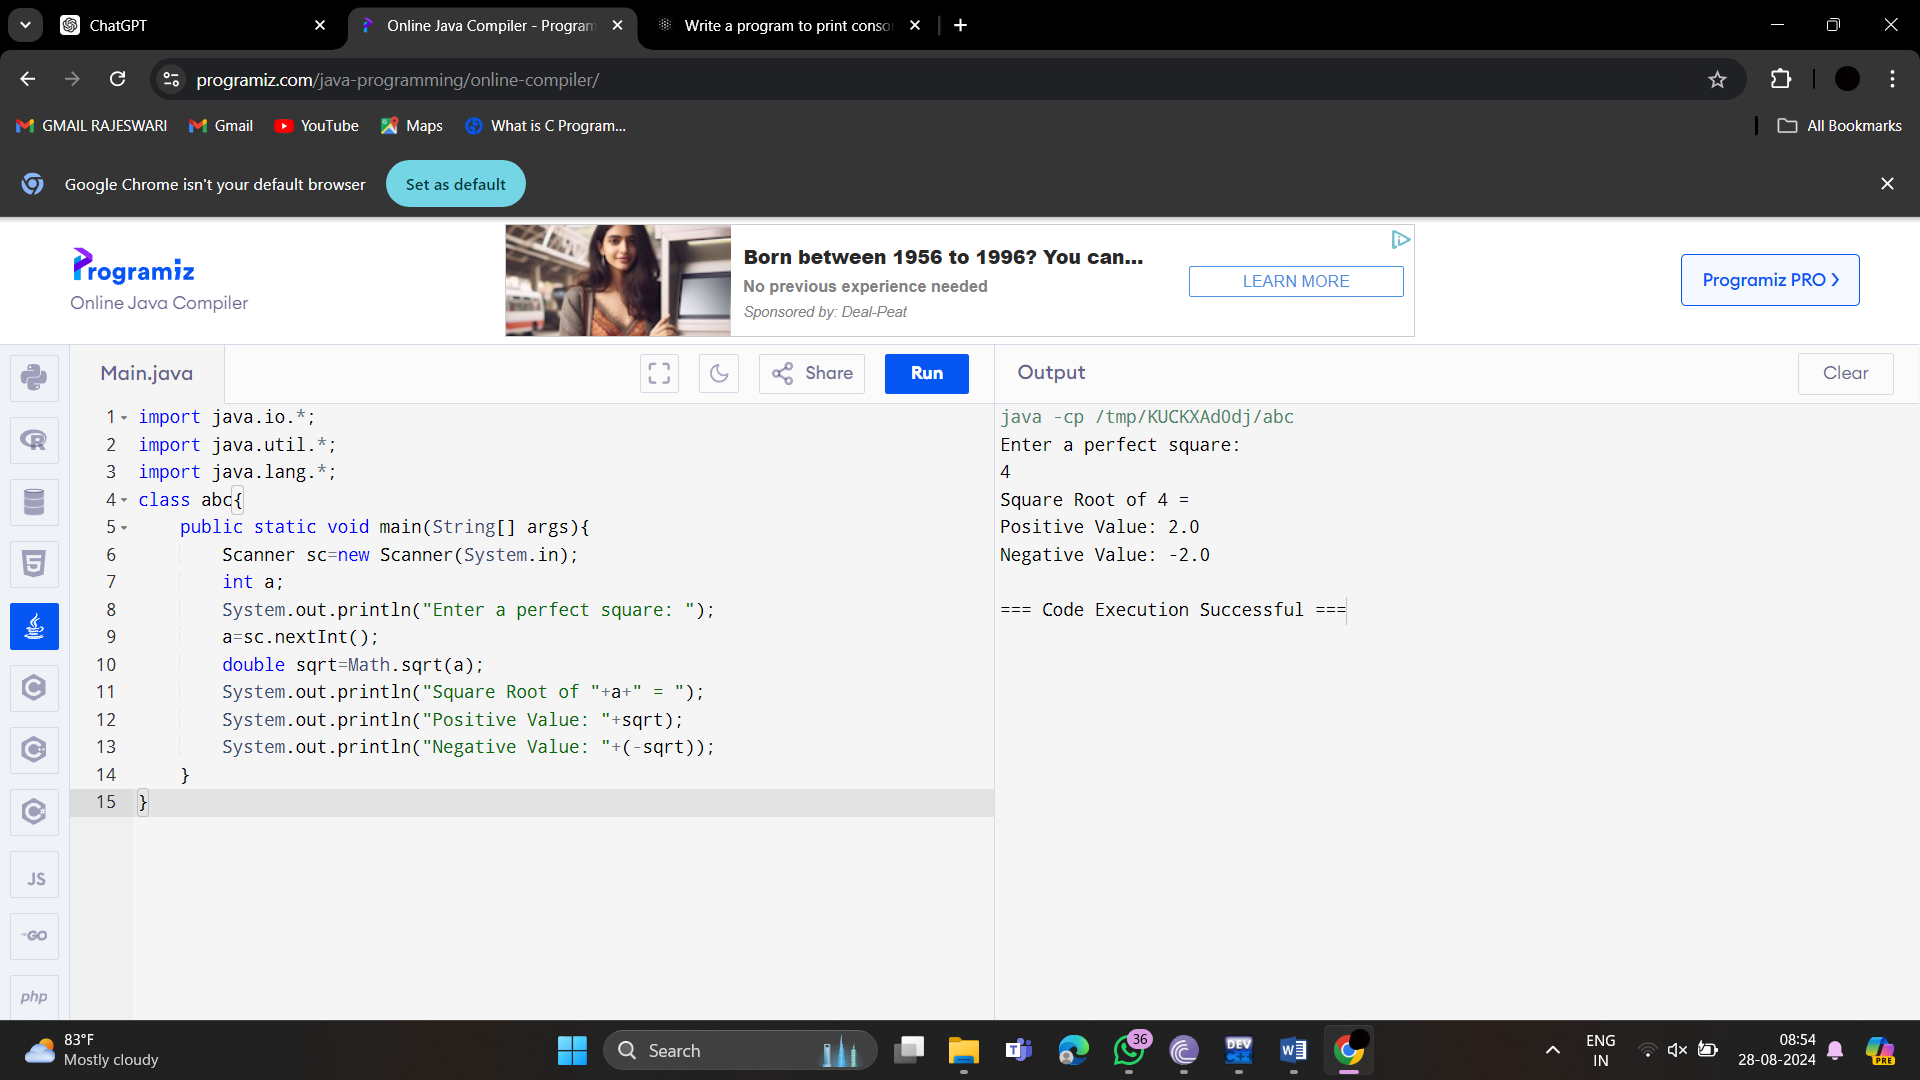 ChatGPT
Online Java Compiler - Program
Write a program to print conso
programiz.com/java-programming/online-compiler/
GMAIL RAJESWARI
Gmail
YouTube
Maps
What is C Program...
All Bookmarks
Google Chrome isn't your default browser
Set as default
Programiz
Online Java Compiler
Born between 1956 to 1996? You can...
No previous experience needed
Sponsored by: Deal-Peat
LEARN MORE
Programiz PRO >
Main.java
Share
Run
Output
Clear
1 import java.io.*;
2 import java.util.*;
3 import java.lang.*;
4 class abc{
5 public static void main(String[] args){
6 Scanner sc=new Scanner(System.in);
7 int a;
8 System.out.println("Enter a perfect square: ");
9 a=sc.nextInt();
10 double sqrt=Math.sqrt(a);
11 System.out.println("Square Root of "+a+" = ");
12 System.out.println("Positive Value: "+sqrt);
13 System.out.println("Negative Value: "+(-sqrt));
14 }
15 }
java -cp /tmp/KUCKXAd0dj/abc
Enter a perfect square:
4
Square Root of 4 =
Positive Value: 2.0
Negative Value: -2.0
=== Code Execution Successful ===
JS
GO
php
83°F
Mostly cloudy
Search
36
DEV
ENG
IN
08:54
28-08-2024
PRE